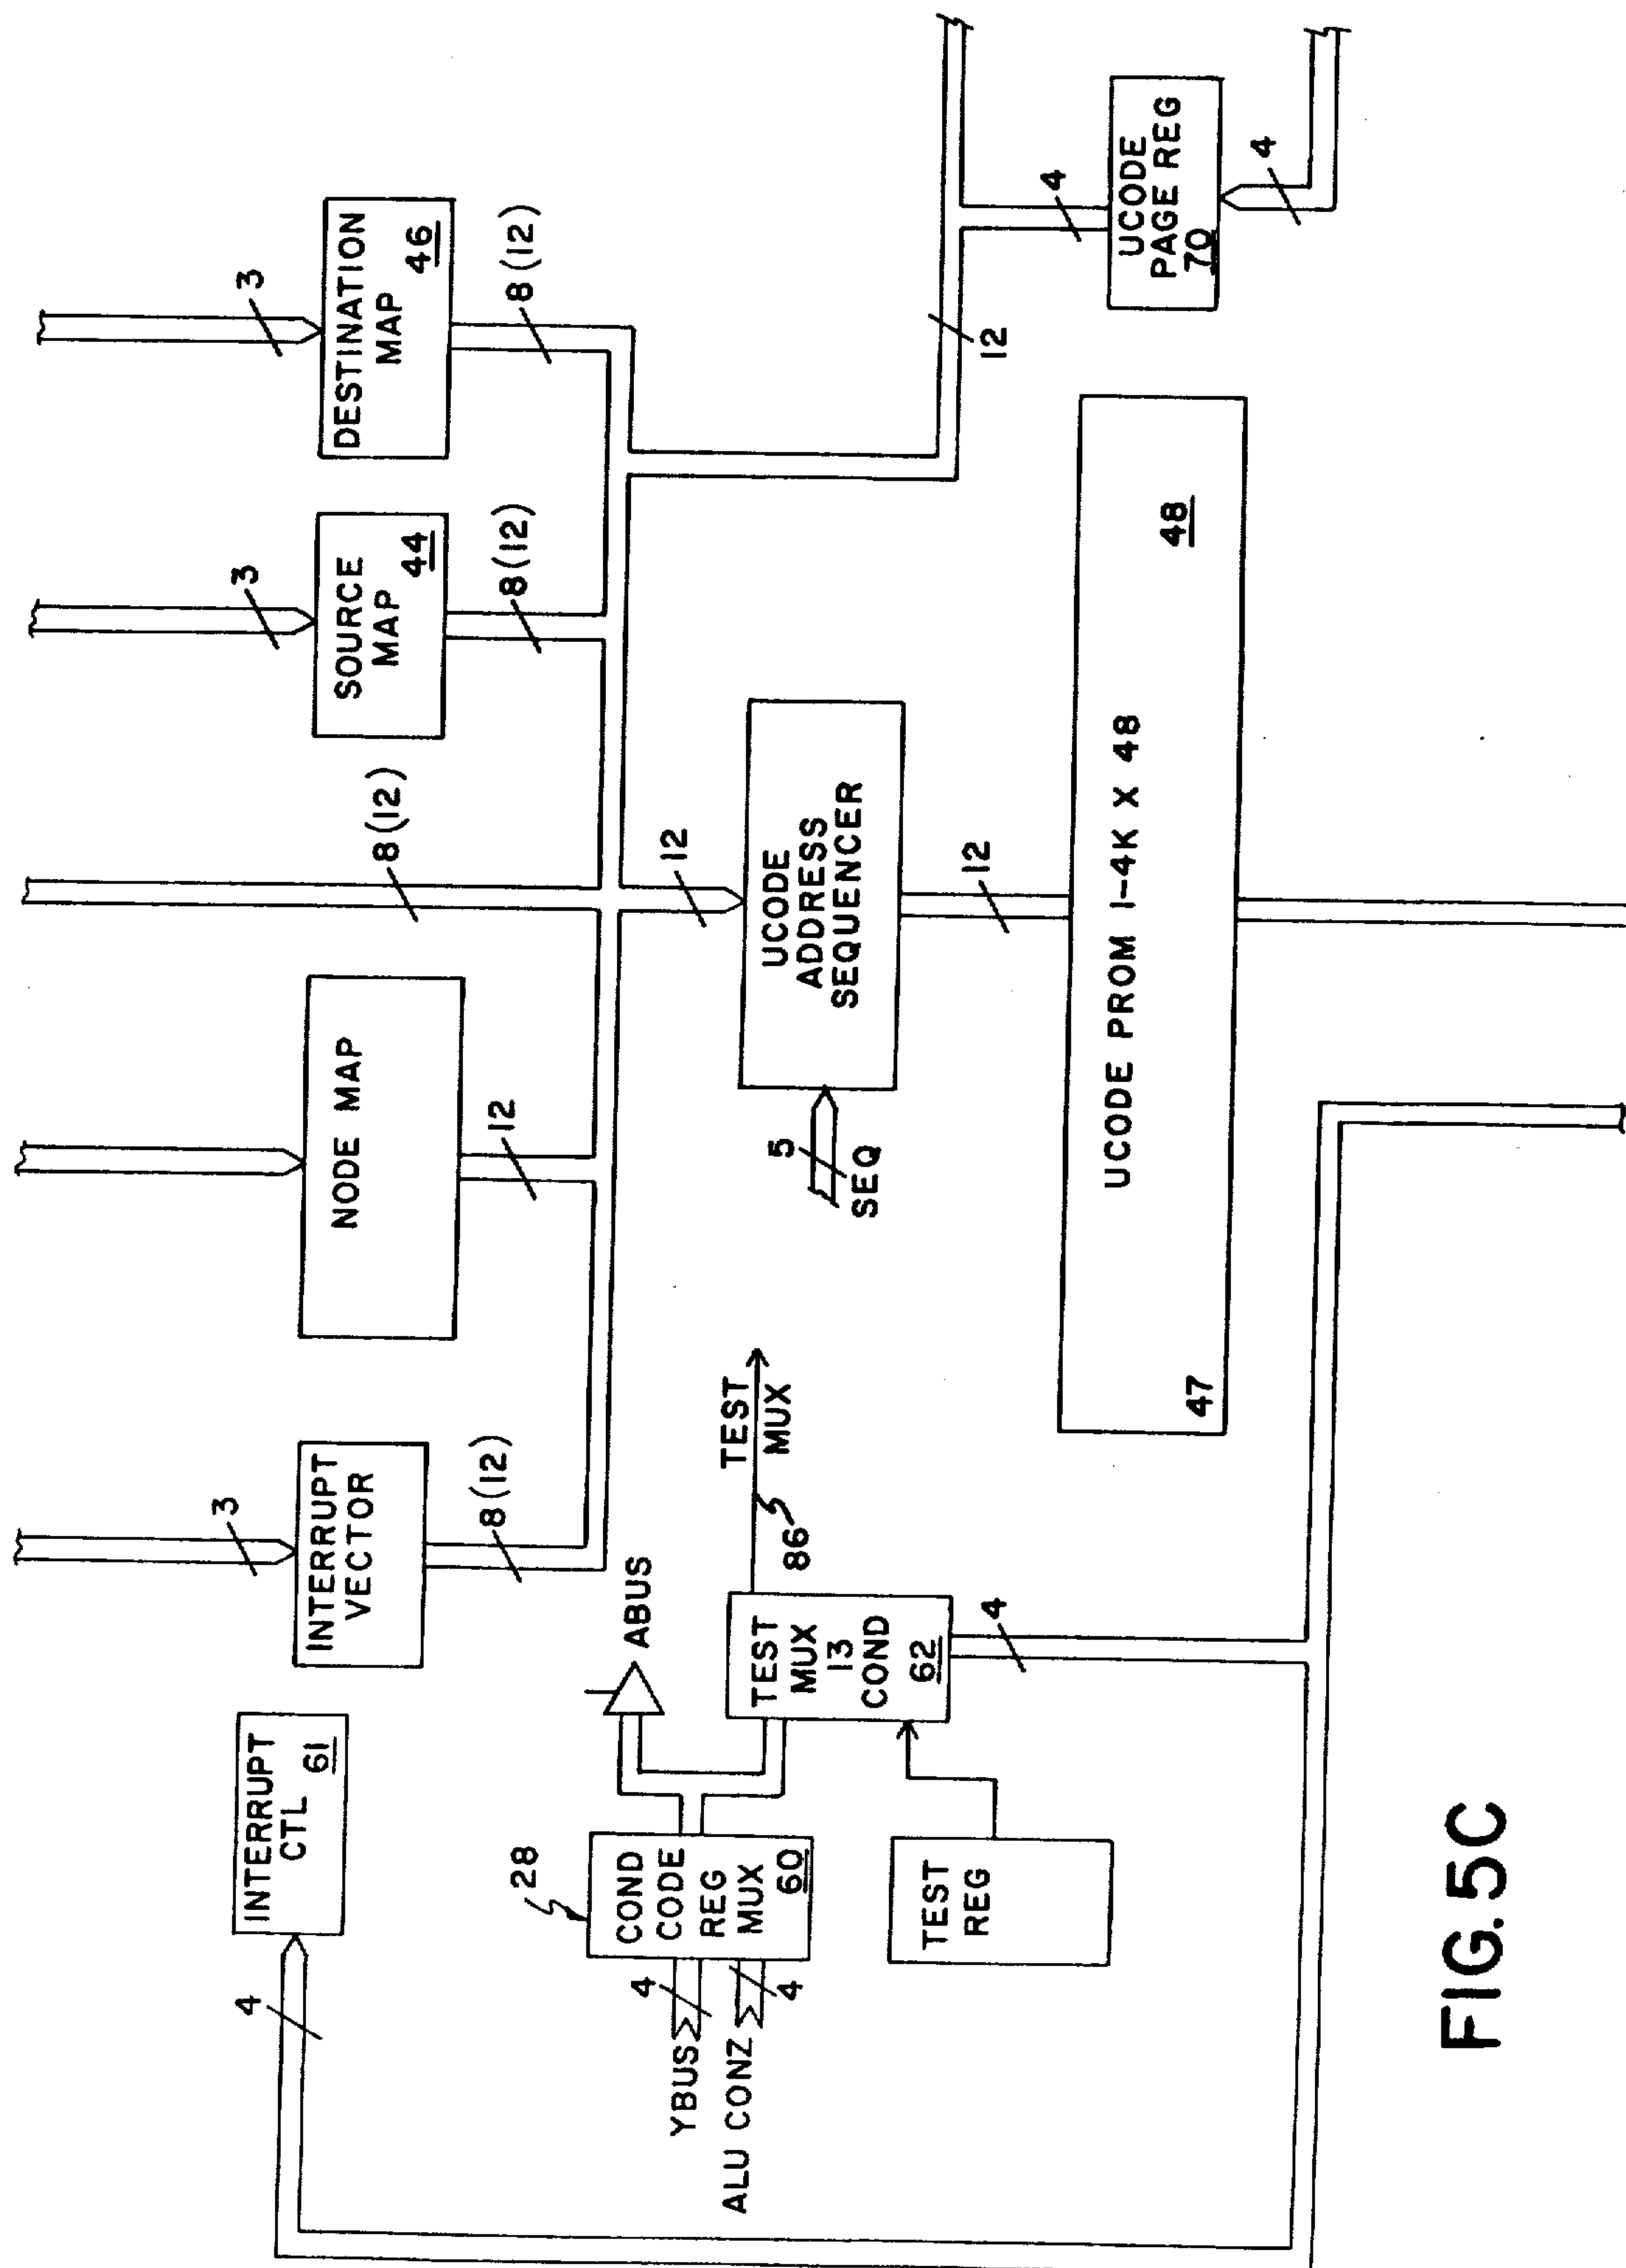 4
INTERRUPT
CTL
61
3
INTERRUPT
VECTOR
8 (12)
NODE MAP
12
8 (12)
3
SOURCE
MAP
44
8 (12)
3
DESTINATION
MAP
46
8 (12)
28
COND
CODE
REG
MUX
60
YBUS
4
ALU CONZ
4
ABUS
TEST
MUX
13
COND
62
86
TEST
MUX
4
TEST
REG
5
SEQ
12
UCODE
ADDRESS
SEQUENCER
12
12
4
UCODE
PAGE REG
70
4
UCODE PROM 1-4K X 48
47
48
FIG. 5C